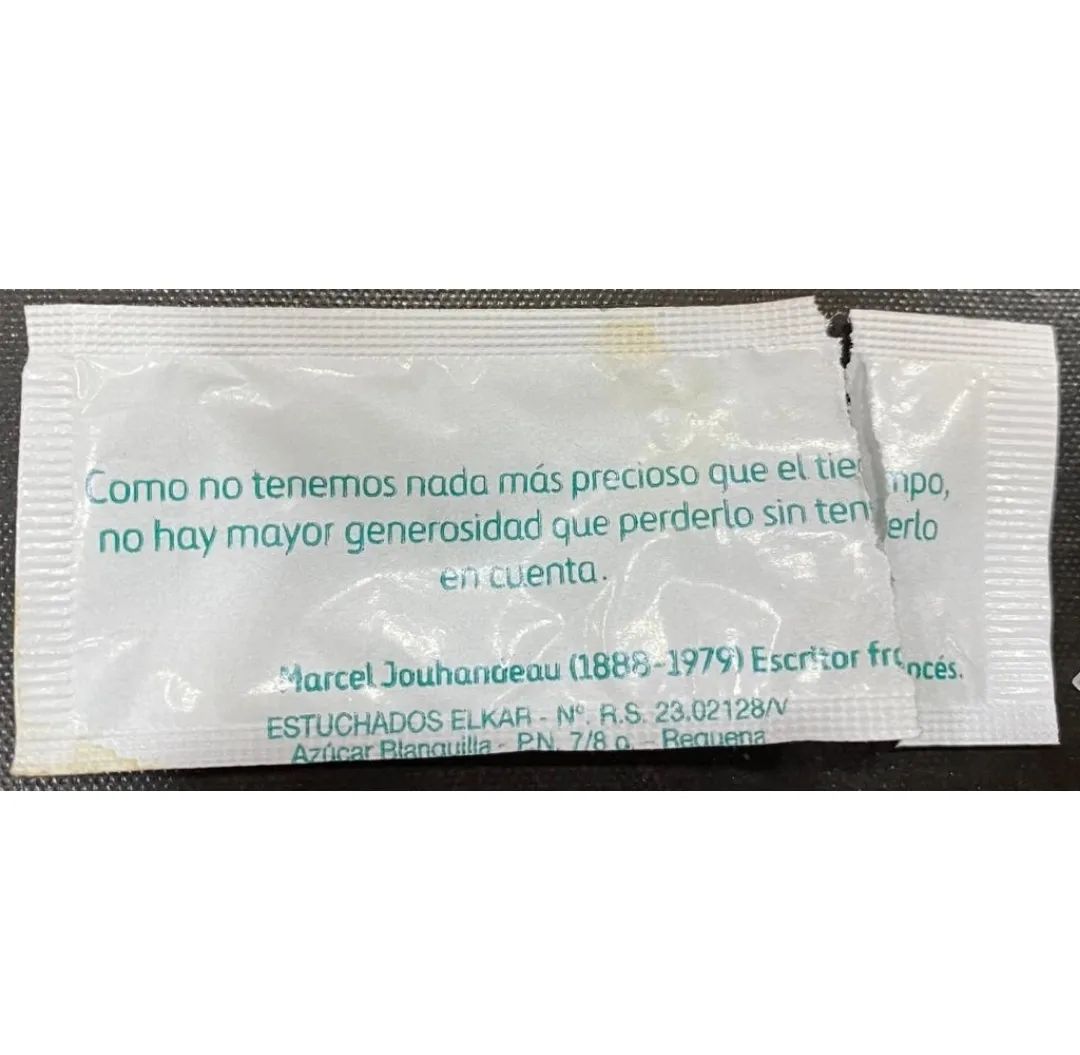 Como no tenemos nada más precioso que el tiempo,
no hay mayor generosidad que perderlo sin tenerlo
en cuenta.
Marcel Jouhandeau (1888-1979) Escritor francés.
ESTUCHADOS ELKAR - Nº. R.S. 23.02128/V
Azúcar Blanquilla - P.N. 7/8 g. - Requena